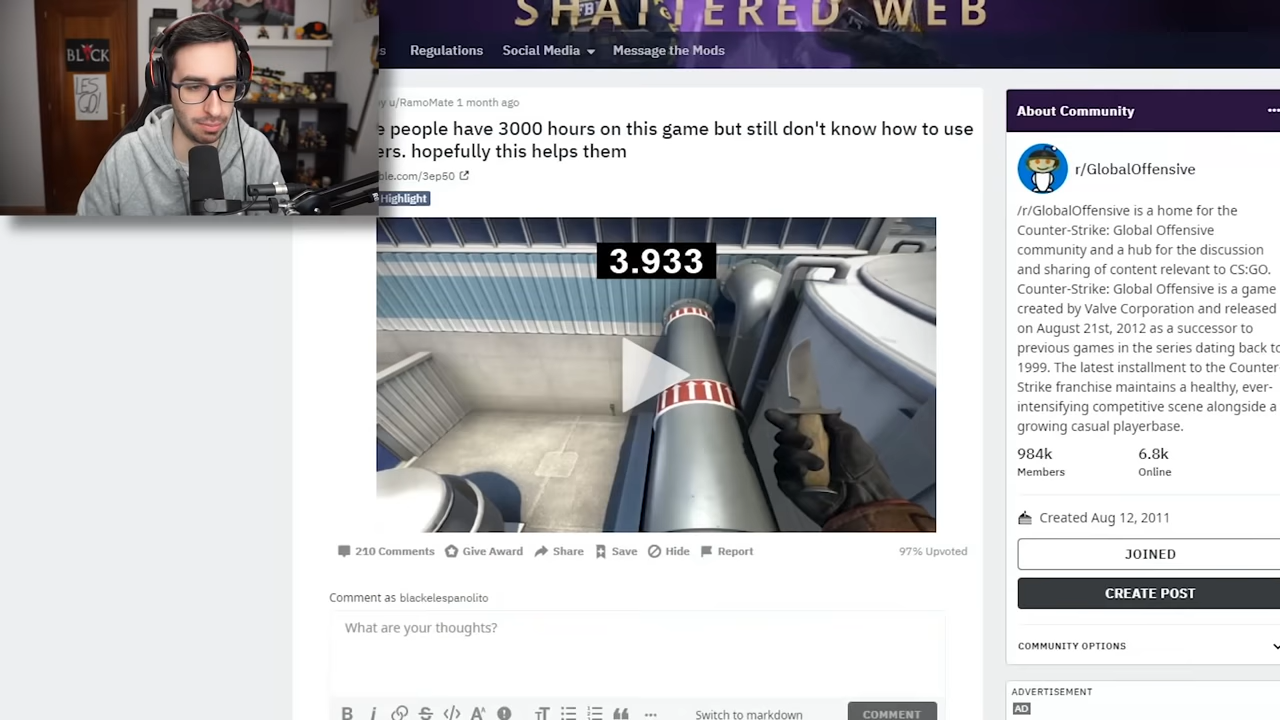 SHATTERED WEB
BLCK
LES
GO!
s
Regulations
Social Media
Message the Mods
y u/RamoMate 1 month ago
e people have 3000 hours on this game but still don't know how to use
ers. hopefully this helps them
ble.com/3ep50
Highlight
3.933
210 Comments
Give Award
Share
Save
Hide
Report
97% Upvoted
Comment as blackelespanolito
What are your thoughts?
B i
Switch to markdown
COMMENT
About Community
r/GlobalOffensive
/r/GlobalOffensive is a home for the
Counter-Strike: Global Offensive
community and a hub for the discussion
and sharing of content relevant to CS:GO.
Counter-Strike: Global Offensive is a game
created by Valve Corporation and released
on August 21st, 2012 as a successor to
previous games in the series dating back to
1999. The latest installment to the Counter-
Strike franchise maintains a healthy, ever-
intensifying competitive scene alongside a
growing casual playerbase.
984k
6.8k
Members
Online
Created Aug 12, 2011
JOINED
CREATE POST
COMMUNITY OPTIONS
ADVERTISEMENT
AD